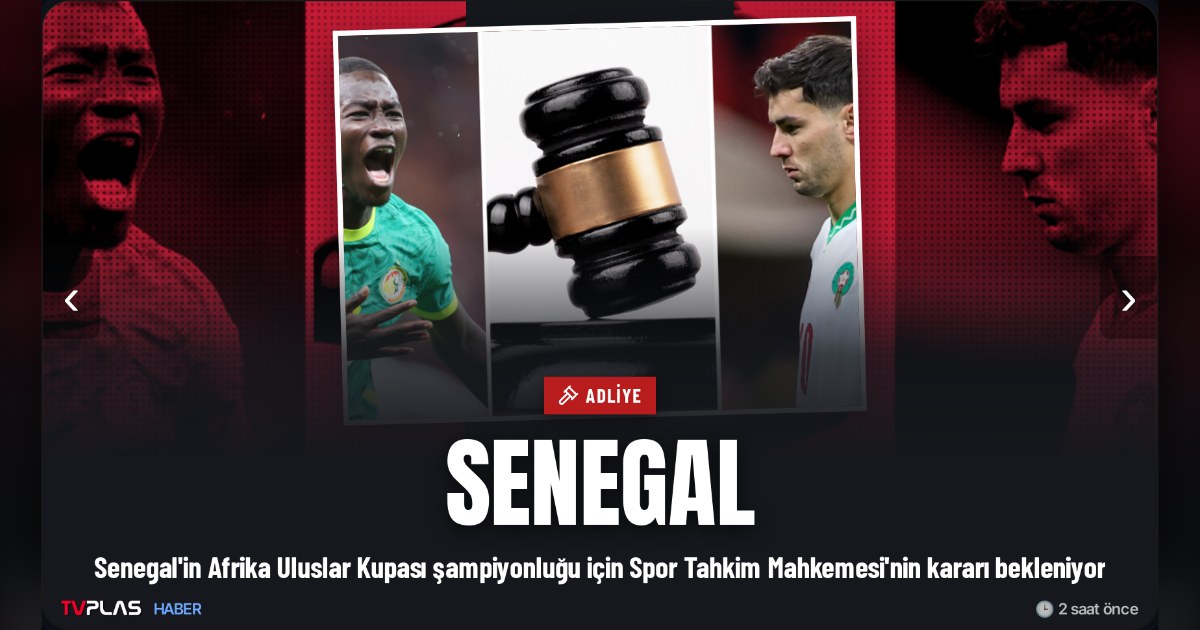 ADLİYE
SENEGAL
Senegal'in Afrika Uluslar Kupası şampiyonluğu için Spor Tahkim Mahkemesi'nin kararı bekleniyor
TVPLAS HABER
2 saat önce